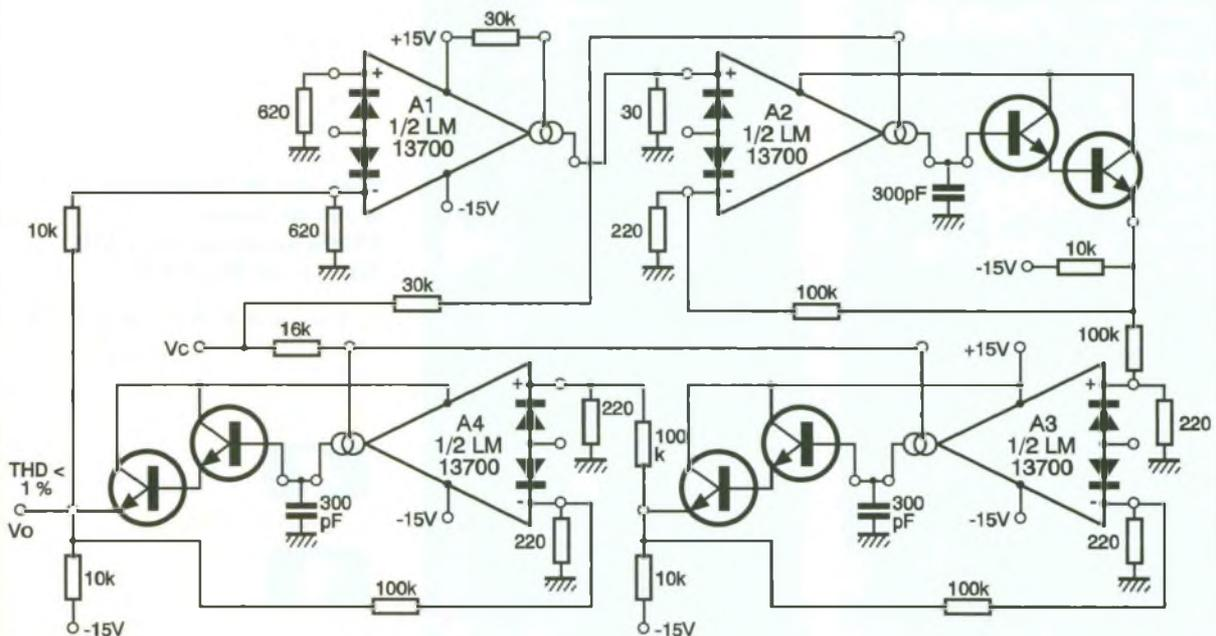 30k
+15V
+
A1
1/2 LM
13700
-
-15V
620
620
10k
30
220
+
A2
1/2 LM
13700
-
300pF
-15V
10k
30k
100k
100k
Vc
16k
+15V
+
A4
1/2 LM
13700
-
-15V
220
100
k
220
300
pF
+
A3
1/2 LM
13700
-
-15V
220
220
300
pF
THD <
1 %
Vo
10k
-15V
100k
10k
-15V
100k